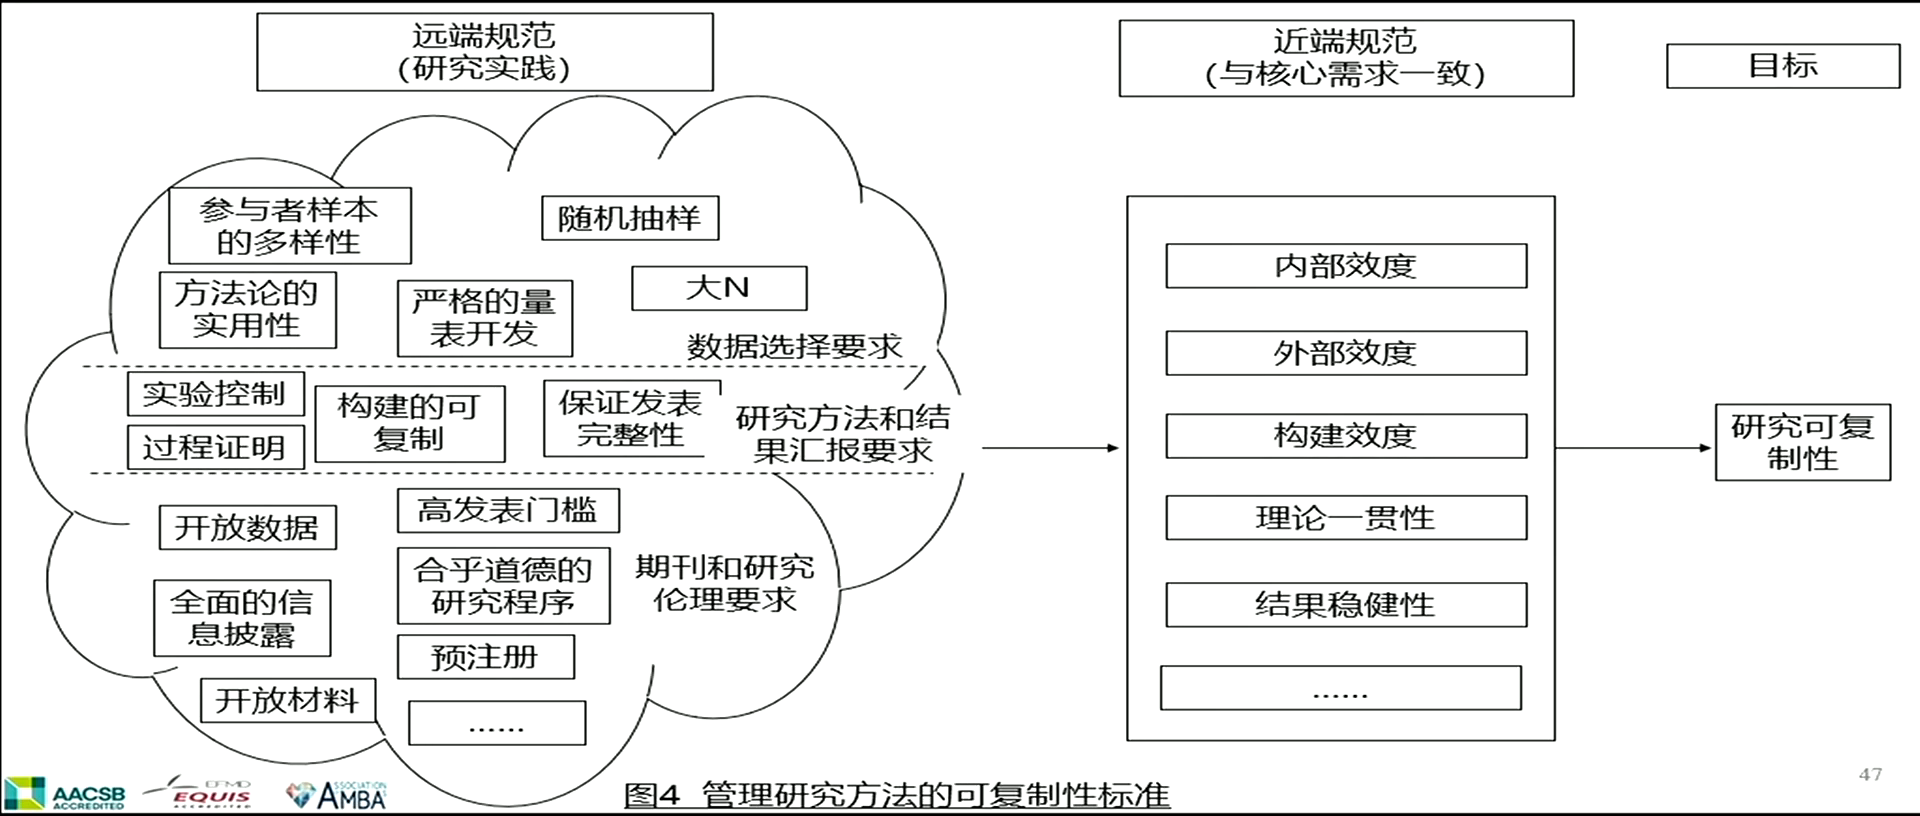 远端规范
(研究实践)
近端规范
(与核心需求一致)
目标
参与者样本
的多样性
随机抽样
方法论的
实用性
严格的量
表开发
大N
数据选择要求
实验控制
过程证明
构建的可
复制
保证发表
完整性
研究方法和结
果汇报要求
开放数据
高发表门槛
全面的信
息披露
合乎道德的
研究程序
期刊和研究
伦理要求
预注册
开放材料
......
内部效度
外部效度
构建效度
理论一贯性
结果稳健性
......
研究可复
制性
AACSB
ACCREDITED
EFMD
EQUIS
ACCREDITED
ASSOCIATION
AMBA
图4 管理研究方法的可复制性标准
47